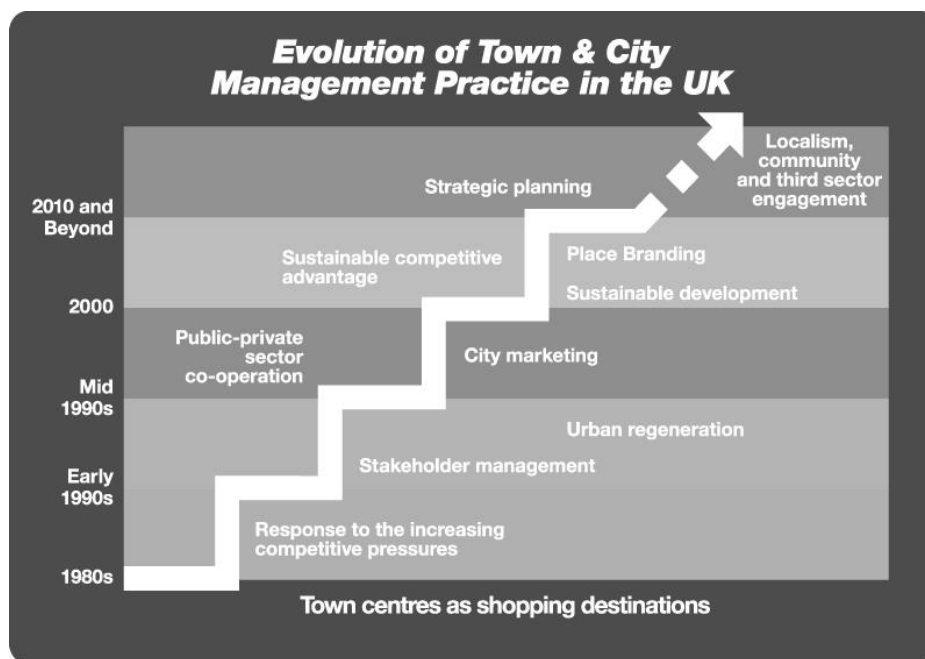 Evolution of Town & City
Management Practice in the UK
Localism,
community
and third sector
engagement
Strategic planning
2010 and
Beyond
Sustainable competitive
advantage
Place Branding
Sustainable development
2000
Public-private
sector
co-operation
City marketing
Mid
1990s
Urban regeneration
Stakeholder management
Early
1990s
Response to the increasing
competitive pressures
1980s
Town centres as shopping destinations